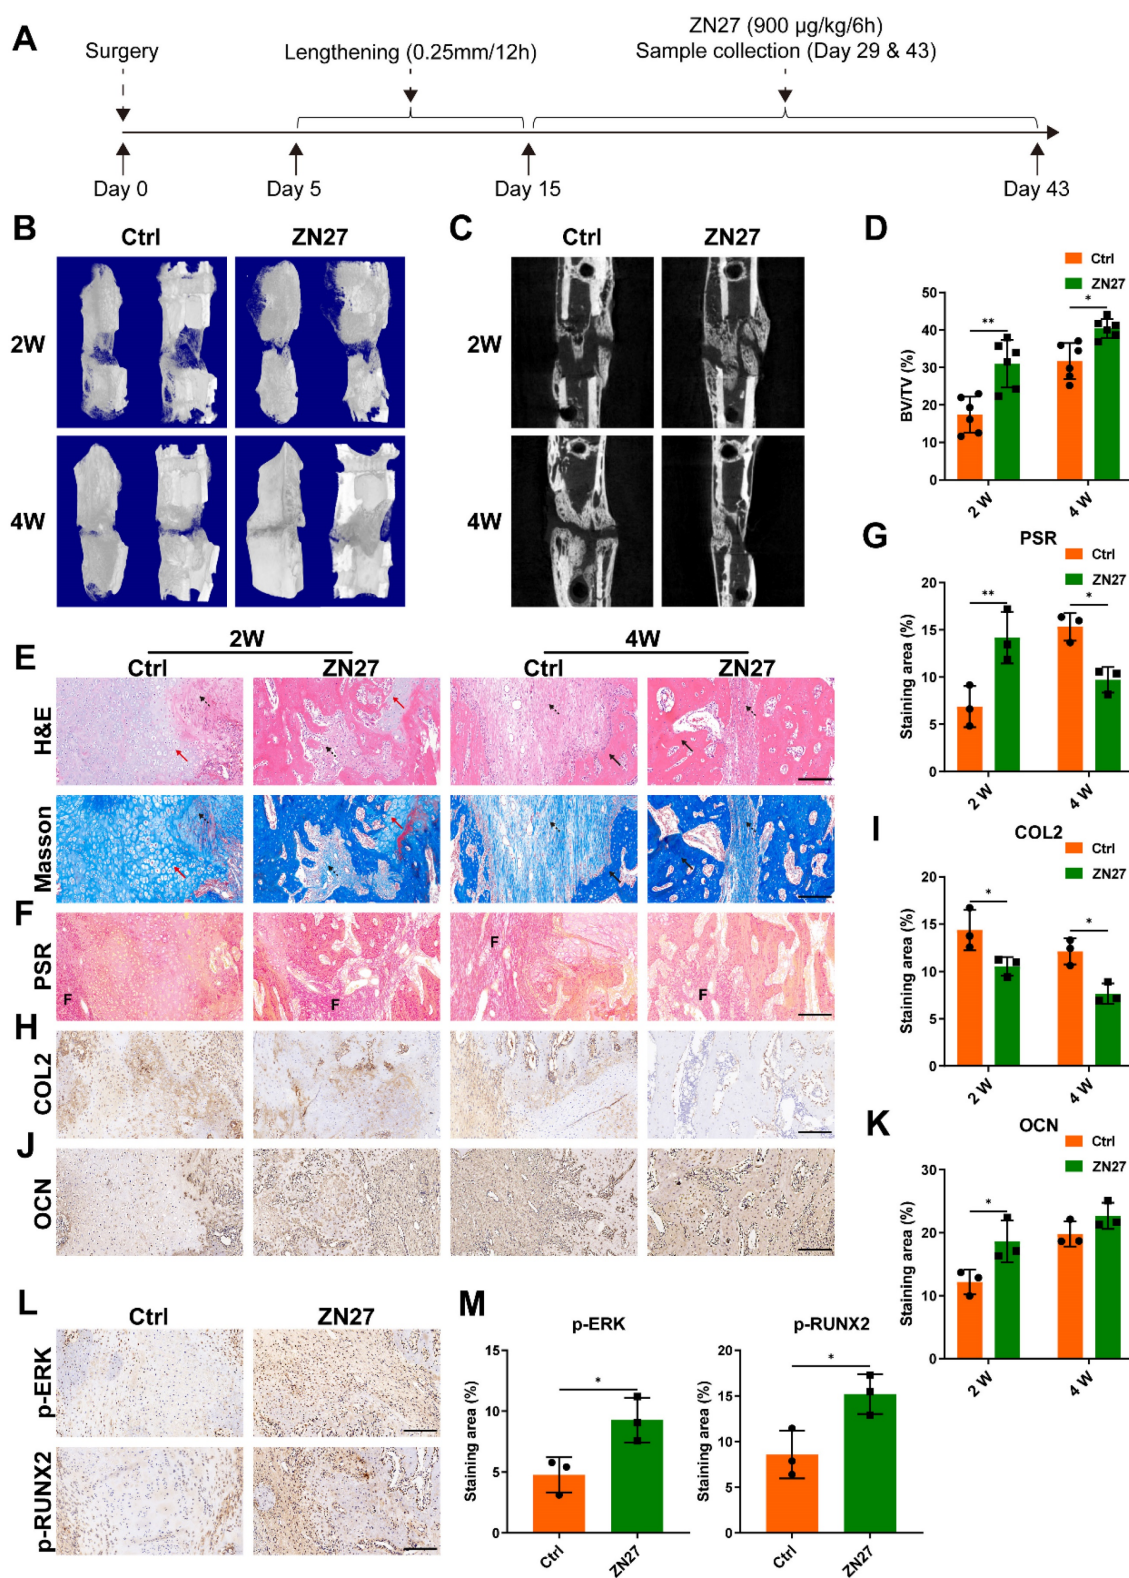 A
Surgery
Lengthening (0.25mm/12h)
ZN27 (900 μg/kg/6h)
Sample collection (Day 29 & 43)
Day 0
Day 5
Day 15
Day 43
B
Ctrl
ZN27
2W
4W
C
Ctrl
ZN27
2W
4W
D
Ctrl
ZN27
BV/TV (%)
50
40
30
20
10
0
**
*
2 W
4 W
E
2W
4W
Ctrl
ZN27
Ctrl
ZN27
H&E
Masson
F
PSR
F
F
F
F
G
PSR
Ctrl
ZN27
Staining area (%)
20
15
10
5
0
**
*
2 W
4 W
H
COL2
I
COL2
Ctrl
ZN27
Staining area (%)
20
15
10
5
0
*
*
2 W
4 W
J
OCN
K
OCN
Ctrl
ZN27
Staining area (%)
30
20
10
0
*
2 W
4 W
L
Ctrl
ZN27
p-ERK
p-RUNX2
M
p-ERK
Staining area (%)
15
10
5
0
*
Ctrl
ZN27
p-RUNX2
Staining area (%)
20
15
10
5
0
*
Ctrl
ZN27